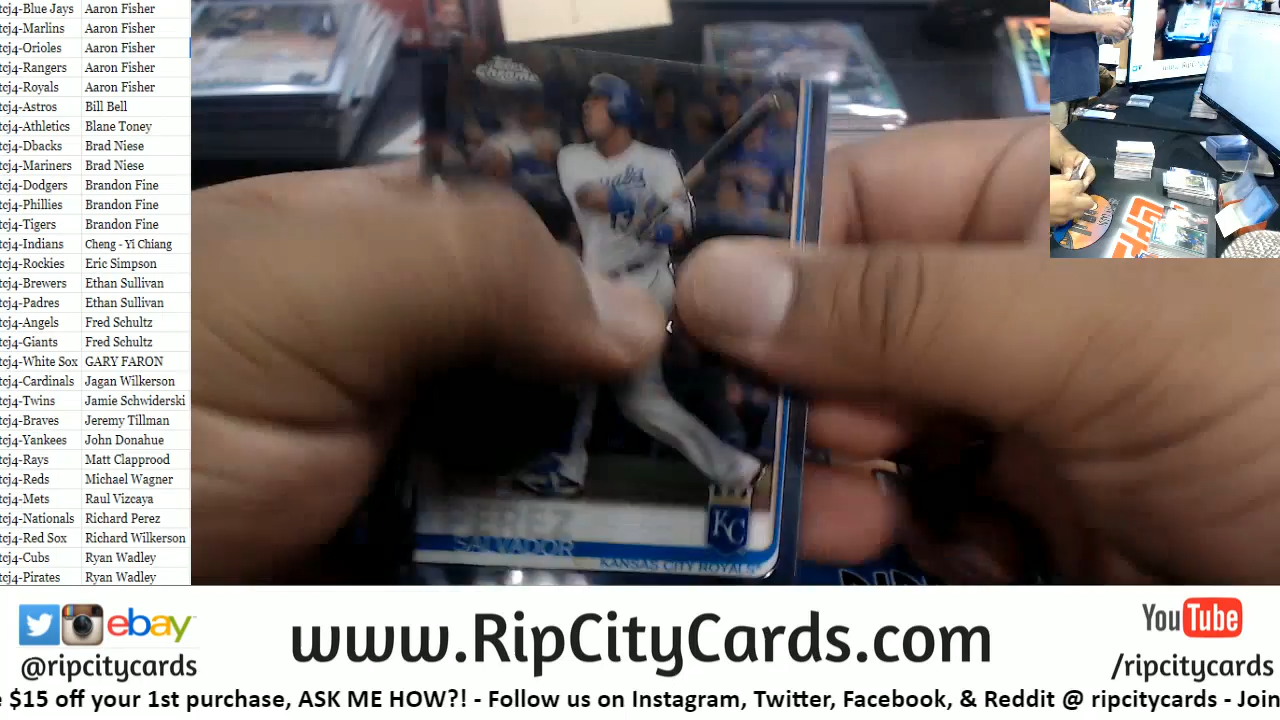 tcj4-Blue Jays Aaron Fisher
tcj4-Marlins Aaron Fisher
tcj4-Orioles Aaron Fisher
tcj4-Rangers Aaron Fisher
tcj4-Royals Aaron Fisher
tcj4-Astros Bill Bell
tcj4-Athletics Blane Toney
tcj4-Dbacks Brad Niese
tcj4-Mariners Brad Niese
tcj4-Dodgers Brandon Fine
tcj4-Phillies Brandon Fine
tcj4-Tigers Brandon Fine
tcj4-Indians Cheng - Yi Chiang
tcj4-Rockies Eric Simpson
tcj4-Brewers Ethan Sullivan
tcj4-Padres Ethan Sullivan
tcj4-Angels Fred Schultz
tcj4-Giants Fred Schultz
tcj4-White Sox GARY FARON
tcj4-Cardinals Jagan Wilkerson
tcj4-Twins Jamie Schwiderski
tcj4-Braves Jeremy Tillman
tcj4-Yankees John Donahue
tcj4-Rays Matt Clapprood
tcj4-Reds Michael Wagner
tcj4-Mets Raul Vizcaya
tcj4-Nationals Richard Perez
tcj4-Red Sox Richard Wilkerson
tcj4-Cubs Ryan Wadley
tcj4-Pirates Ryan Wadley
PEREZ
SALVADOR
KC
KANSAS CITY ROYALS
ebay
@ripcitycards
www.RipCityCards.com
YouTube
/ripcitycards
$15 off your 1st purchase, ASK ME HOW?! - Follow us on Instagram, Twitter, Facebook, & Reddit @ ripcitycards - Join